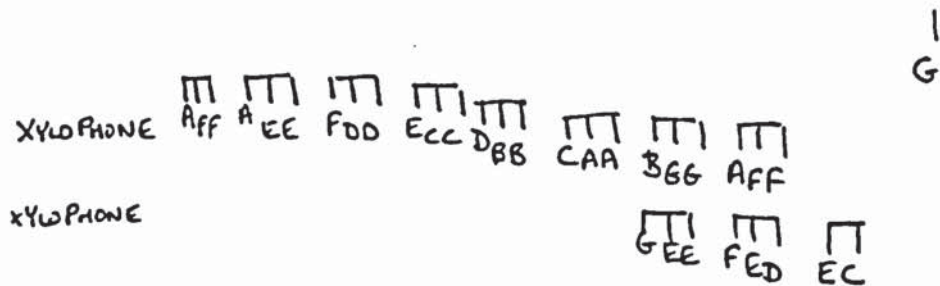 G
XYLOPHONE AFF AEE FDD ECC DBB CAA BGG AFF
XYLOPHONE GEE FED EC